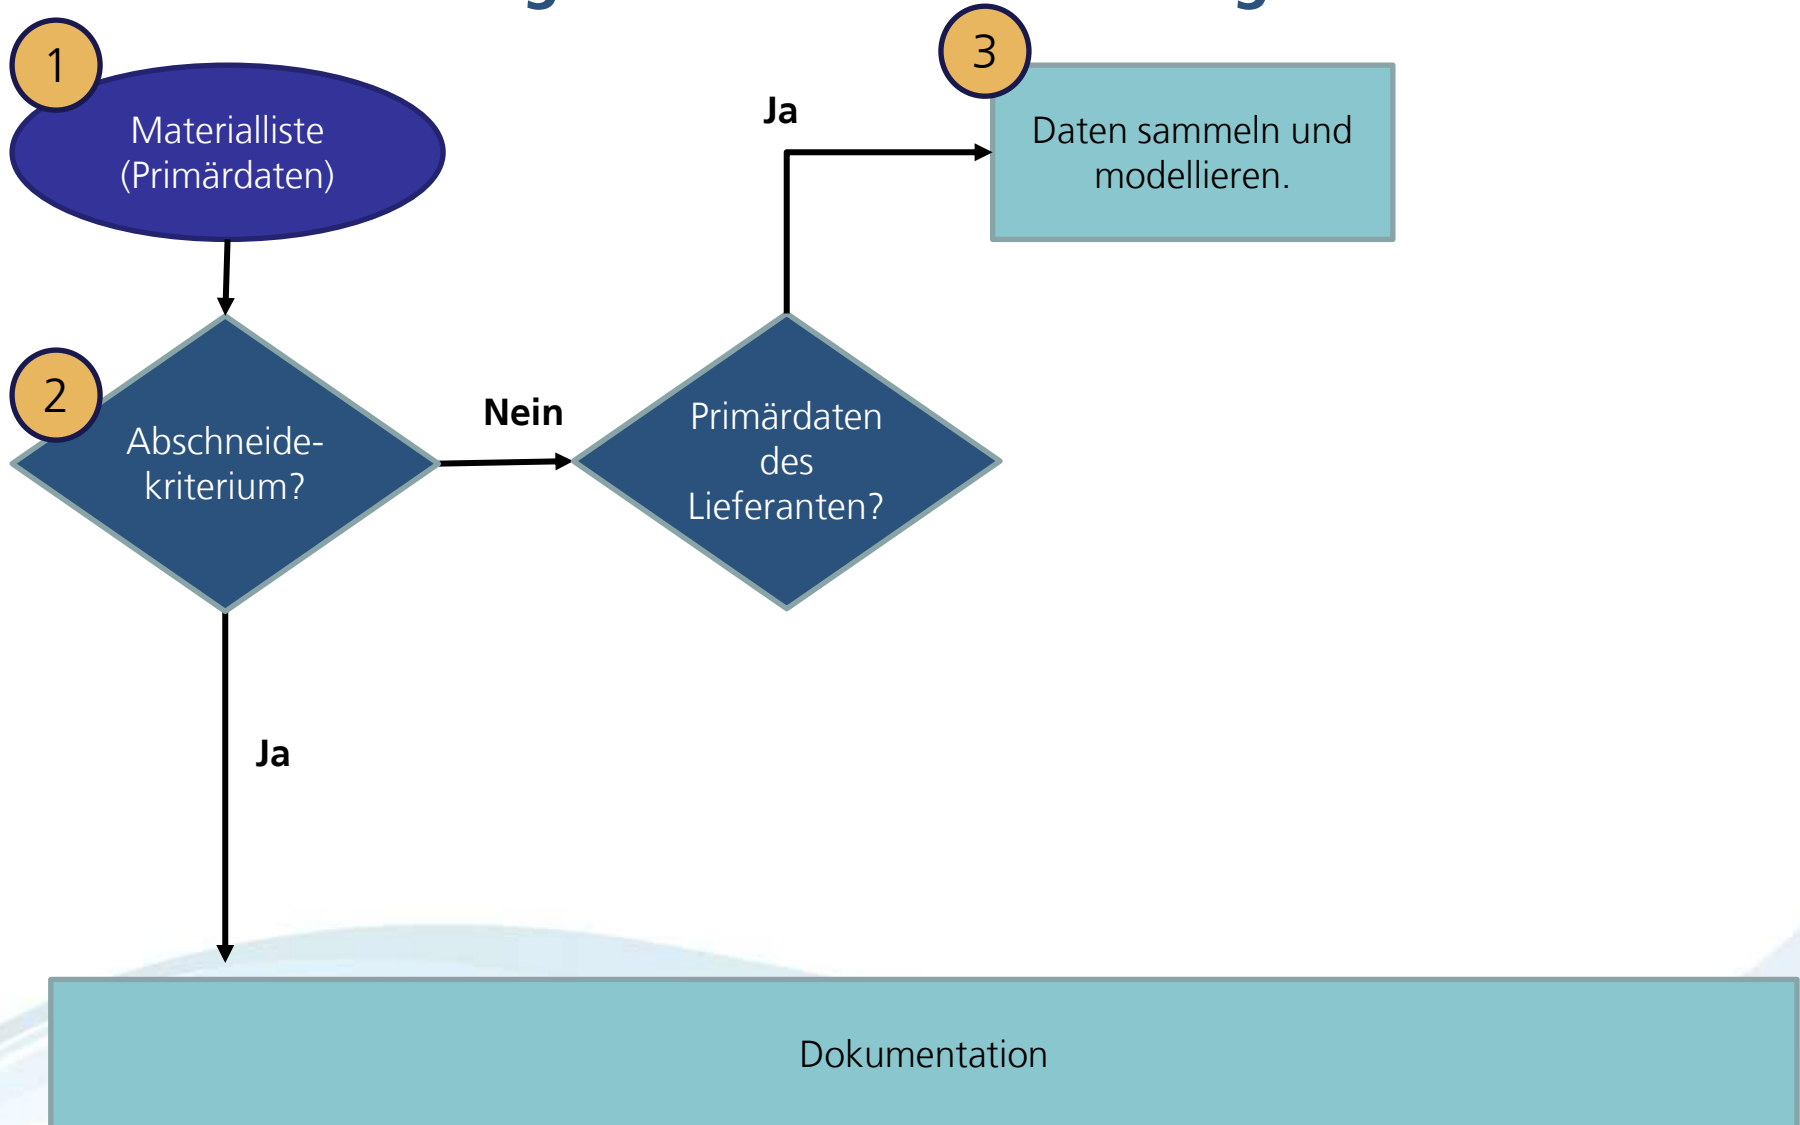 1
Materialliste
(Primärdaten)
3
Ja
Daten sammeln und
modellieren.
2
Abschneide-
kriterium?
Nein
Primärdaten
des
Lieferanten?
Ja
Dokumentation